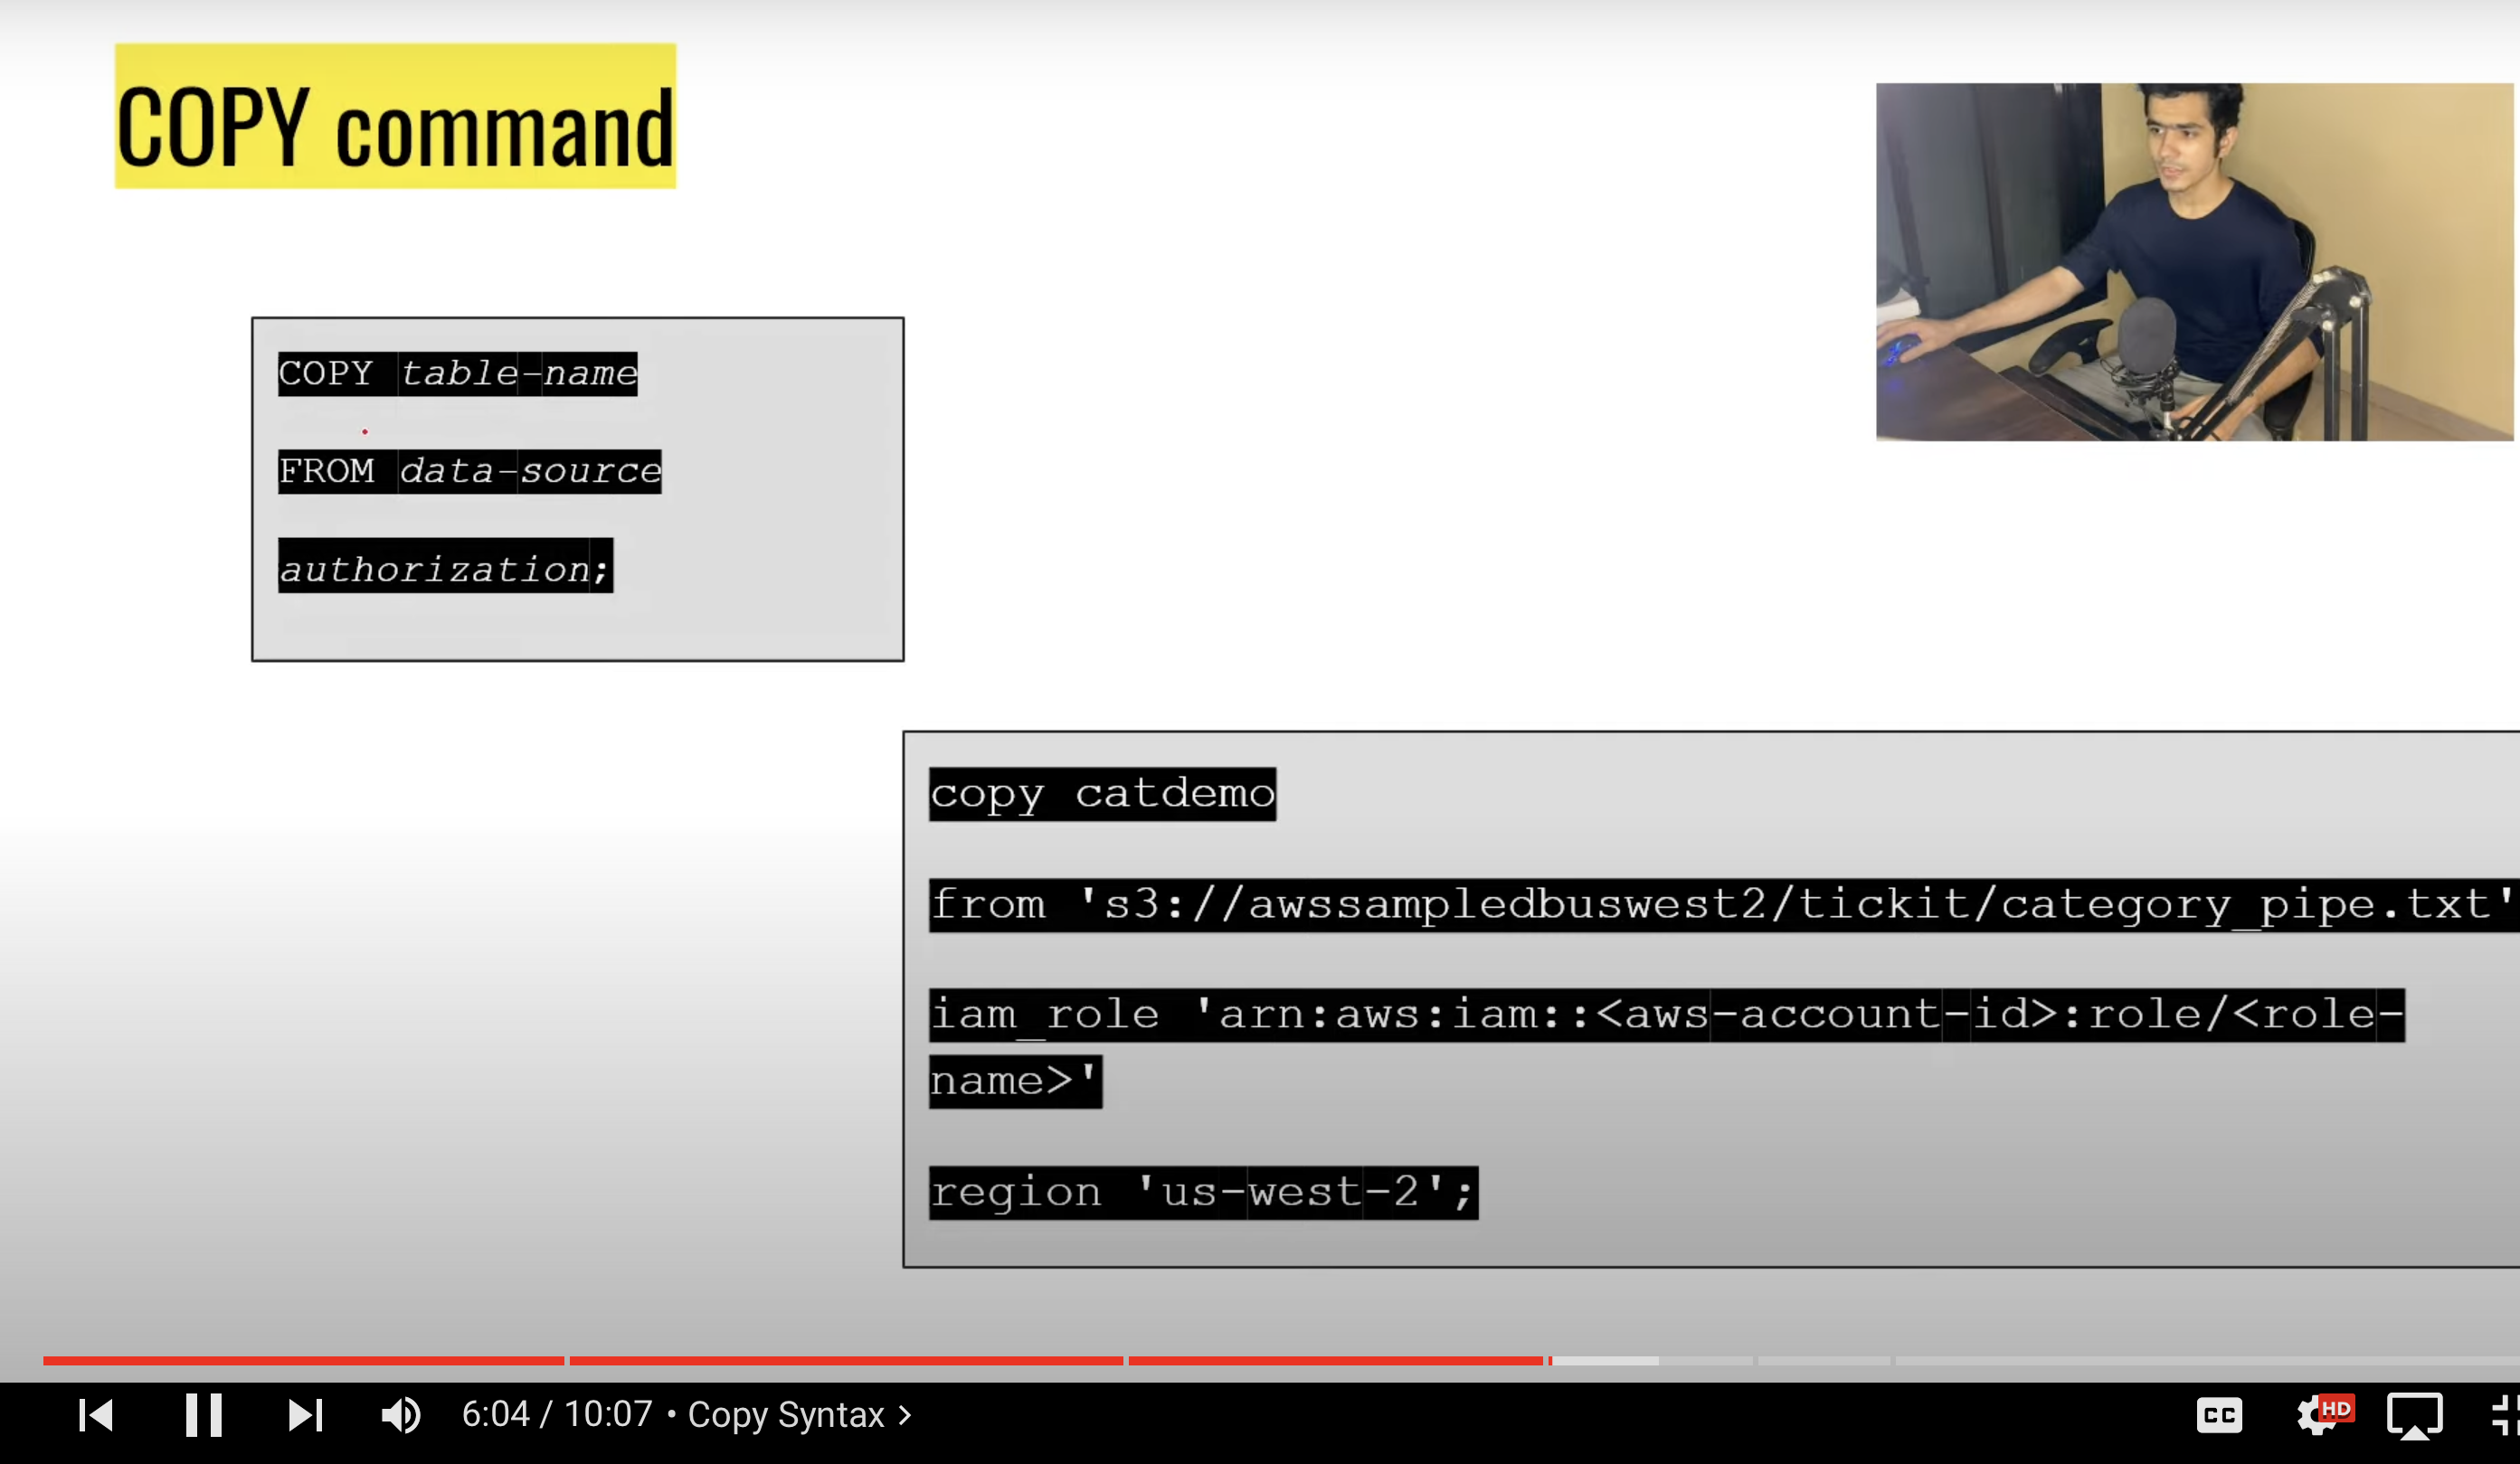 COPY command
COPY table-name
FROM data-source
authorization;
copy catdemo
from 's3://awssampledbuswest2/tickit/category_pipe.txt'
iam_role 'arn:aws:iam::<aws-account-id>:role/<role-
name>'
region 'us-west-2';
6:04 / 10:07 • Copy Syntax >
CC
HD